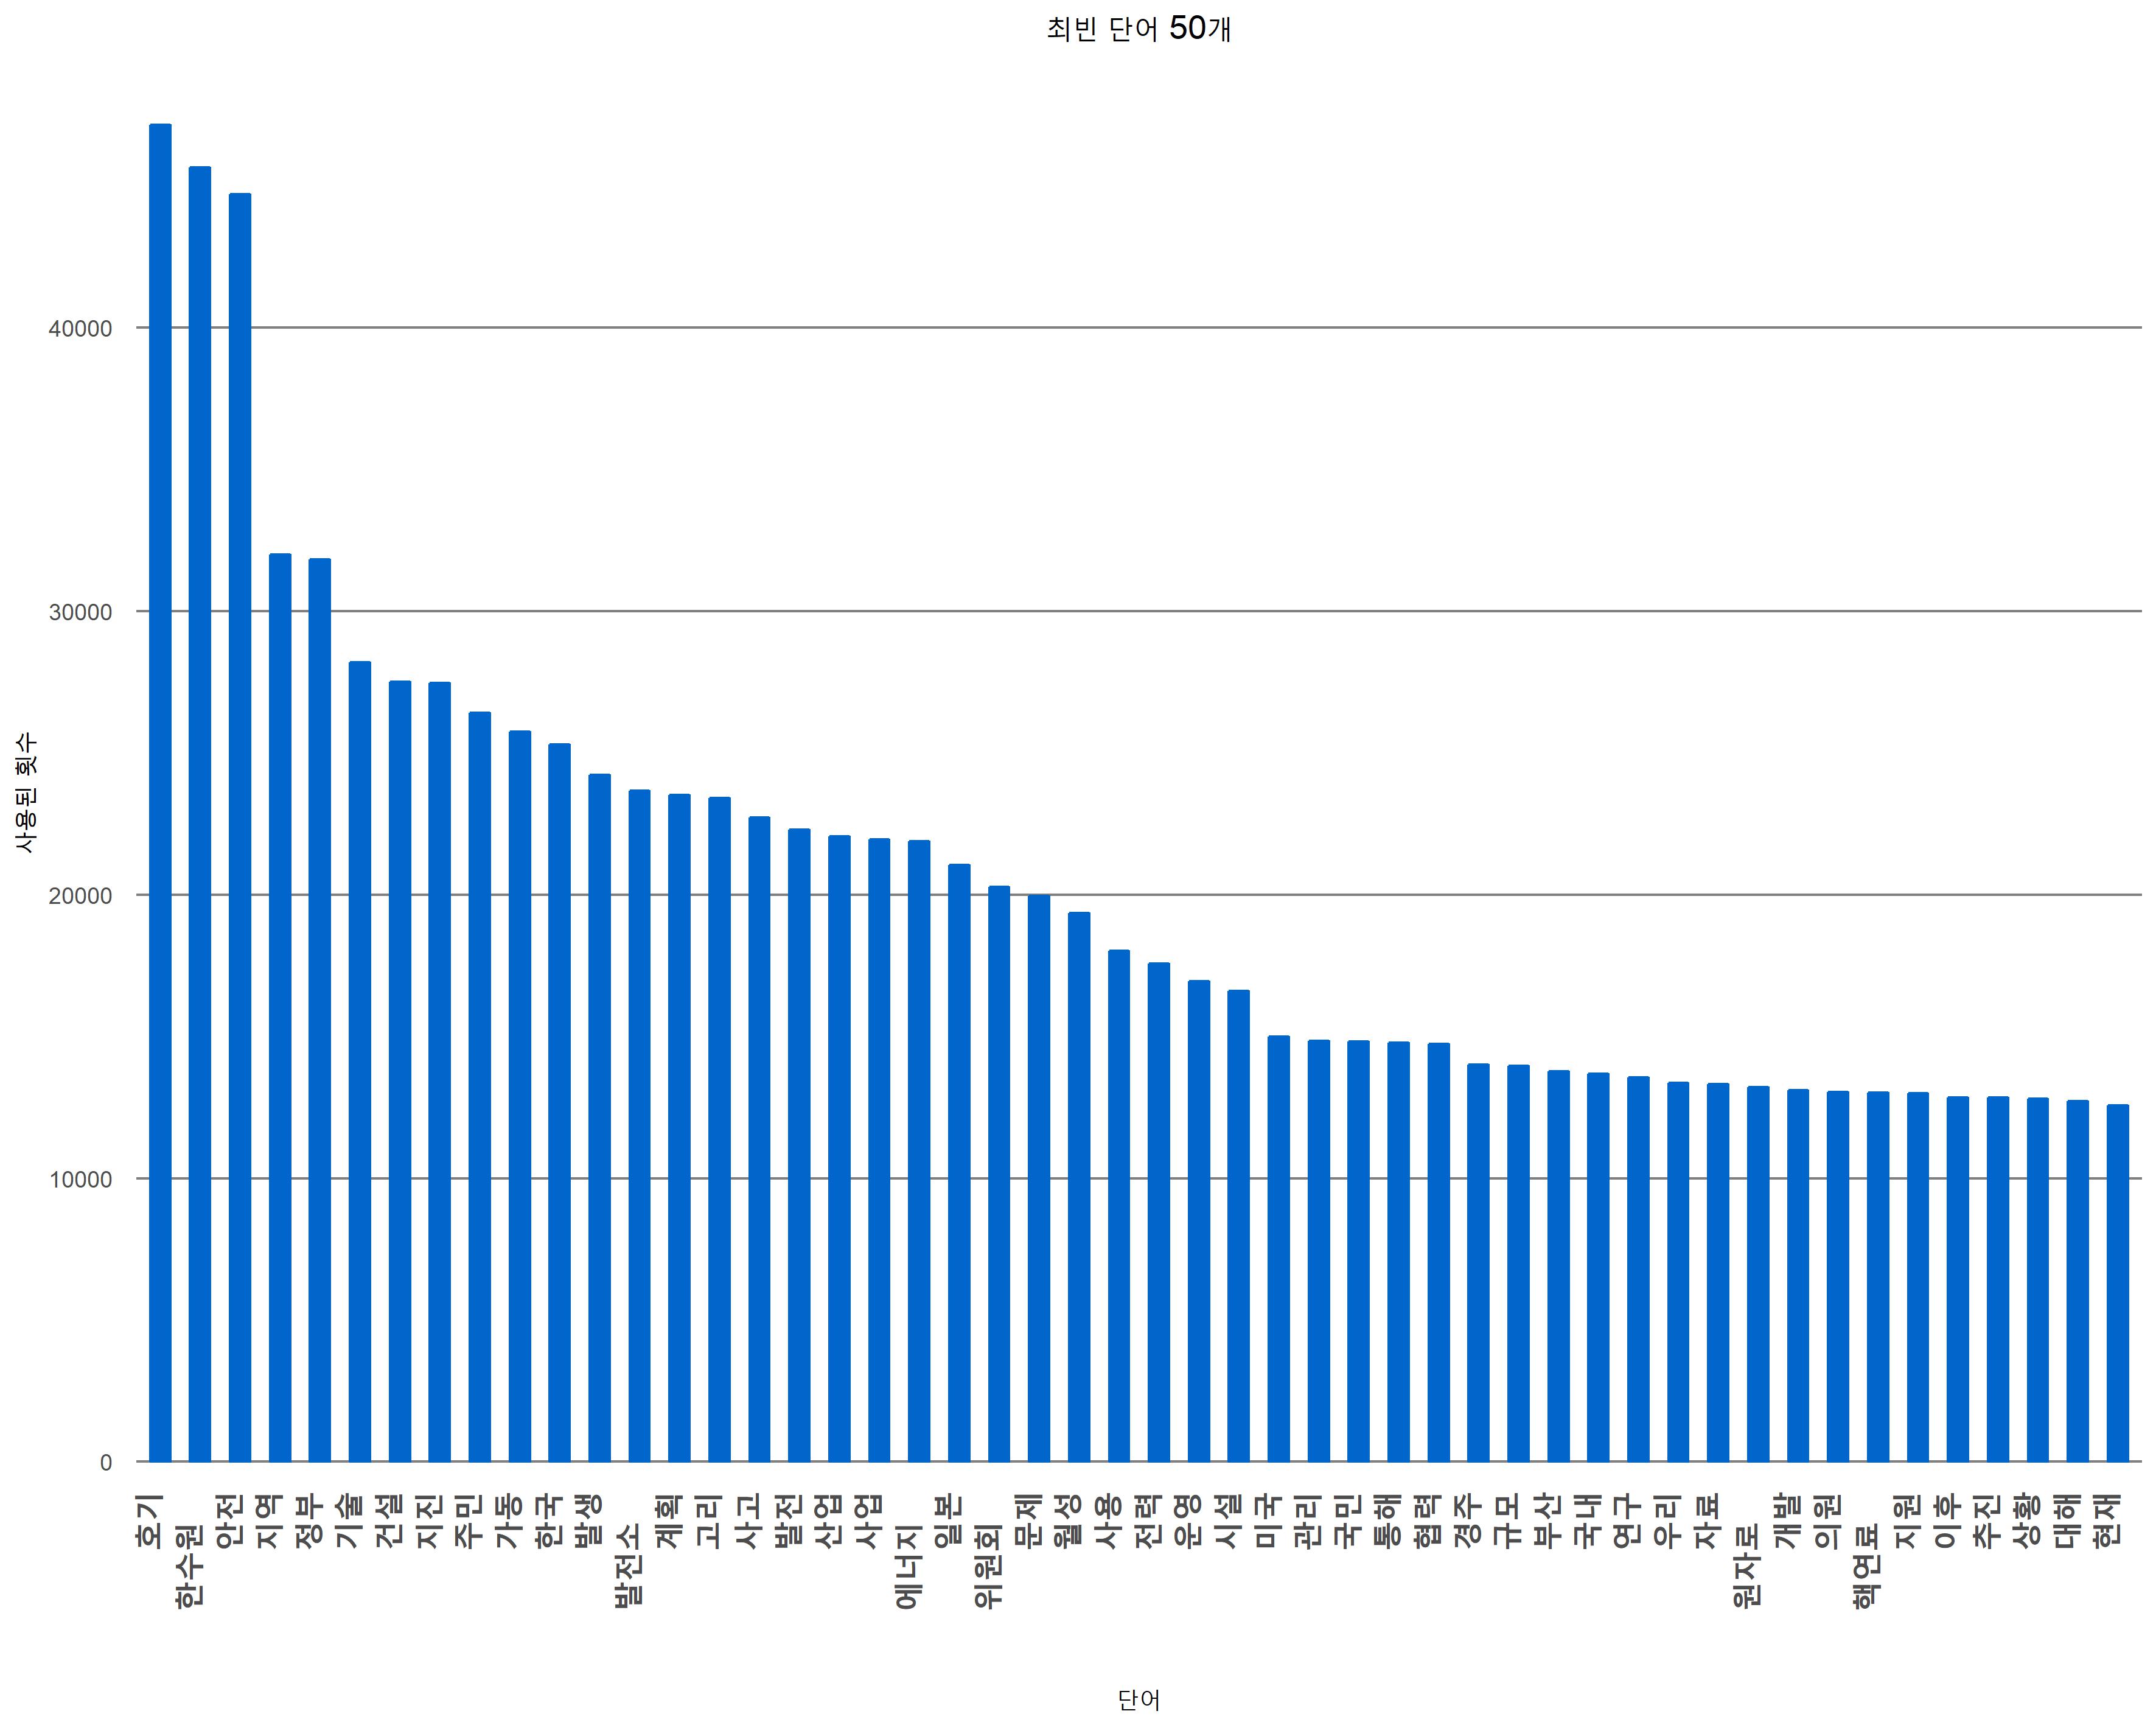 최빈 단어 50개
사용된 횟수
40000
30000
20000
10000
0
호기
한수원
안전
지역
정부
기술
건설
지진
주민
가동
한국
발생
발전소
계획
고리
사고
발전
산업
사업
에너지
일본
위원회
문제
월성
사용
전력
운영
시설
미국
관리
국민
통해
협력
경주
규모
부산
국내
연구
우리
자료
원자로
개발
의원
핵연료
지원
이후
추진
상황
대해
현재
단어